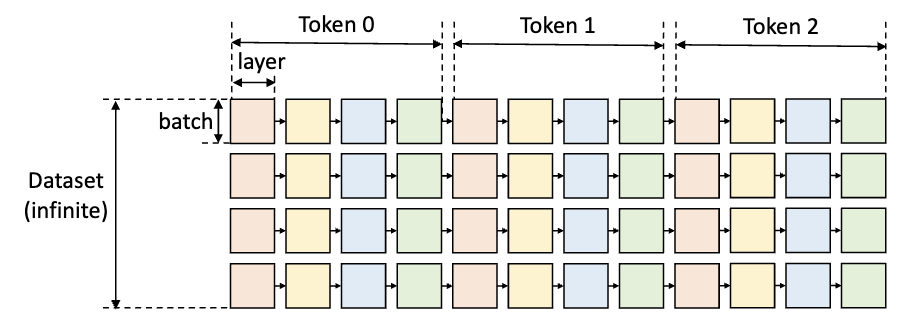 Token 0
Token 1
Token 2
layer
batch
Dataset
(infinite)